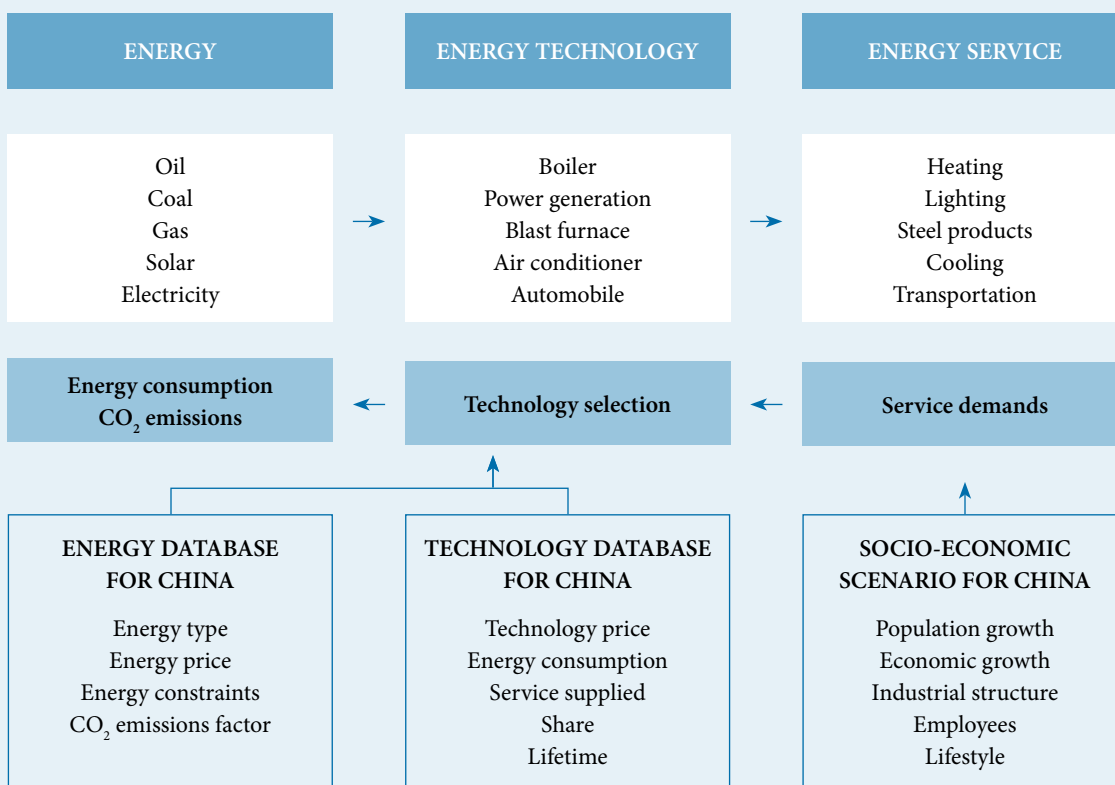 ENERGY
ENERGY TECHNOLOGY
ENERGY SERVICE
Oil
Coal
Gas
Solar
Electricity
Boiler
Power generation
Blast furnace
Air conditioner
Automobile
Heating
Lighting
Steel products
Cooling
Transportation
Energy consumption
CO₂ emissions
Technology selection
Service demands
ENERGY DATABASE
FOR CHINA
Energy type
Energy price
Energy constraints
CO₂ emissions factor
TECHNOLOGY DATABASE
FOR CHINA
Technology price
Energy consumption
Service supplied
Share
Lifetime
SOCIO-ECONOMIC
SCENARIO FOR CHINA
Population growth
Economic growth
Industrial structure
Employees
Lifestyle